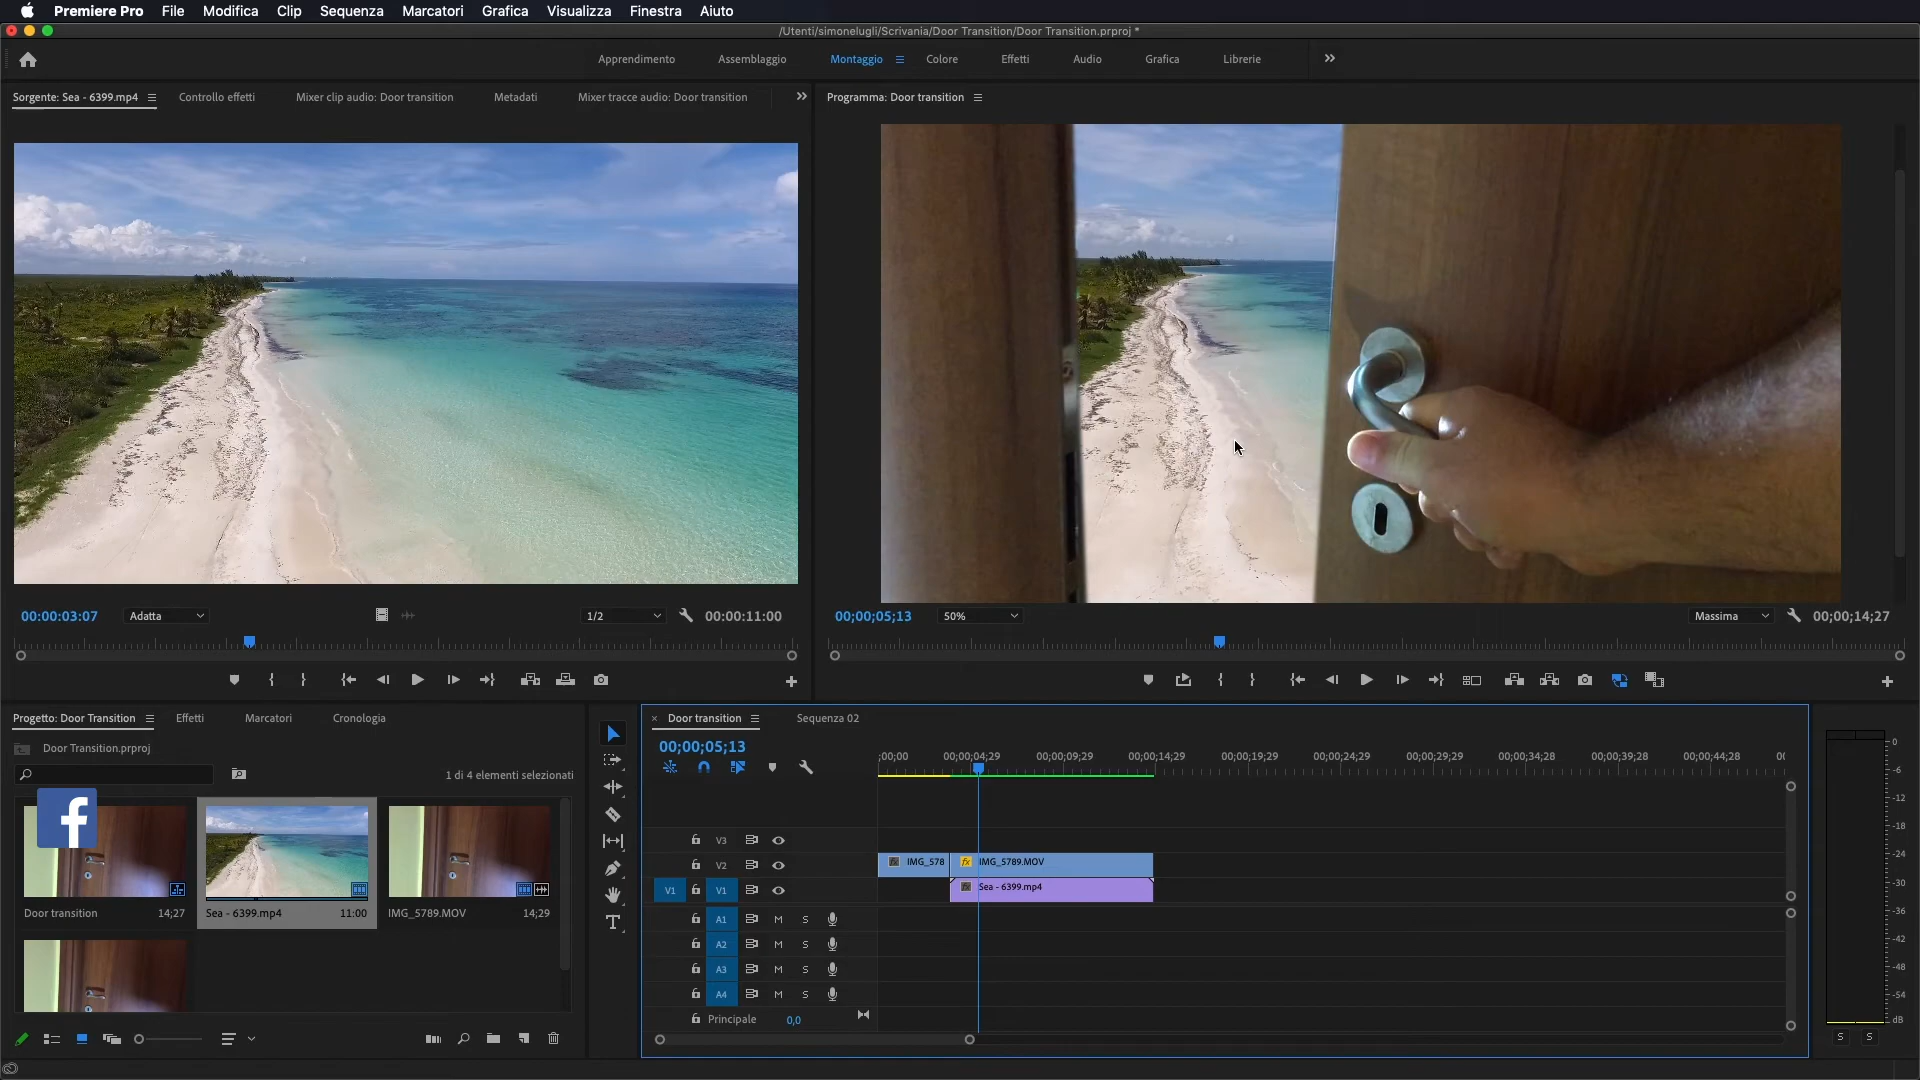 Premiere Pro File Modifica Clip Sequenza Marcatori Grafica Visualizza Finestra Aiuto
/Utenti/simonelugli/Scrivania/Door Transition/Door Transition.prproj *
Apprendimento Assemblaggio Montaggio Colore Effetti Audio Grafica Librerie
Sorgente: Sea - 6399.mp4 Controllo effetti Mixer clip audio: Door transition Metadati Mixer tracce audio: Door transition
Programma: Door transition
00:00:03:07 Adatta 1/2 00:00:11:00
00;00;05;13 50% Massima 00;00;14;27
Progetto: Door Transition Effetti Marcatori Cronologia
Door Transition.prproj
1 di 4 elementi selezionati
Door transition 14;27
Sea - 6399.mp4 11:00
IMG_5789.MOV 14;29
Door transition Sequenza 02
00;00;05;13
;00;00 00;00;04;29 00;00;09;29 00;00;14;29 00;00;19;29 00;00;24;29 00;00;29;29 00;00;34;28 00;00;39;28 00;00;44;28 00
V3
V2 fx IMG_578 fx IMG_5789.MOV
V1 V1 fx Sea - 6399.mp4
A1 M S
A2 M S
A3 M S
A4 M S
Principale 0,0
0
-6
-12
-18
-24
-30
-36
-42
-48
-54
dB
S S